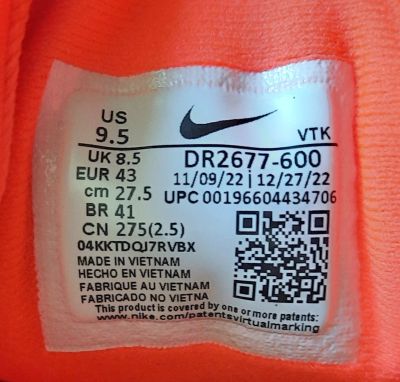 US
9.5
VTK
UK 8.5
DR2677-600
EUR 43
11/09/22 | 12/27/22
cm 27.5
UPC 00196604434706
BR 41
CN 275(2.5)
04KKTDQJ7RVBX
MADE IN VIETNAM
HECHO EN VIETNAM
FABRIQUE AU VIETNAM
FABRICADO NO VIETNAM
This product is covered by one or more patents:
www.nike.com/patentsvirtualmarking